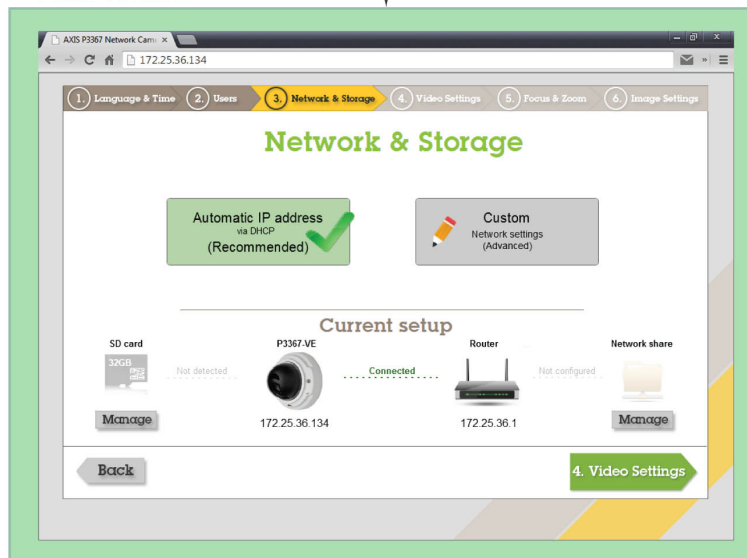 AXIS P3367 Network Came
172.25.36.134
1. Language & Time
2. Users
3. Network & Storage
4. Video Settings
5. Focus & Zoom
6. Image Settings
Network & Storage
Automatic IP address
via DHCP
(Recommended)
Custom
Network settings
(Advanced)
Current setup
SD card
P3367-VE
Router
Network share
32GB
Not detected
Connected
Not configured
Manage
172.25.36.134
172.25.36.1
Manage
Back
4. Video Settings